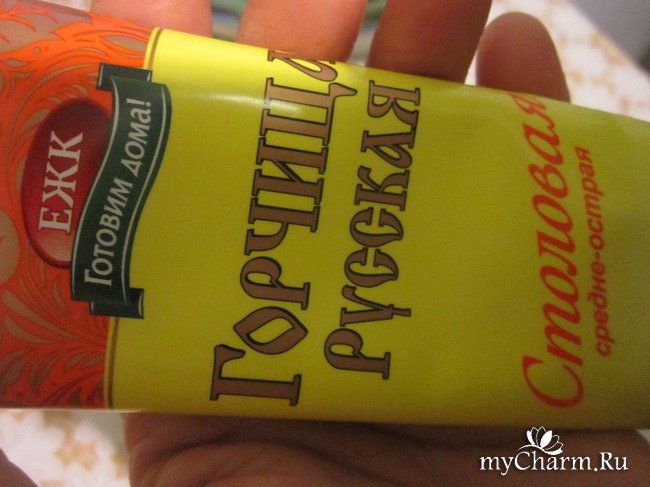 ЕЖК
Готовим дома!
Горчица
русская
Столовая
средне-острая
myCharm.Ru